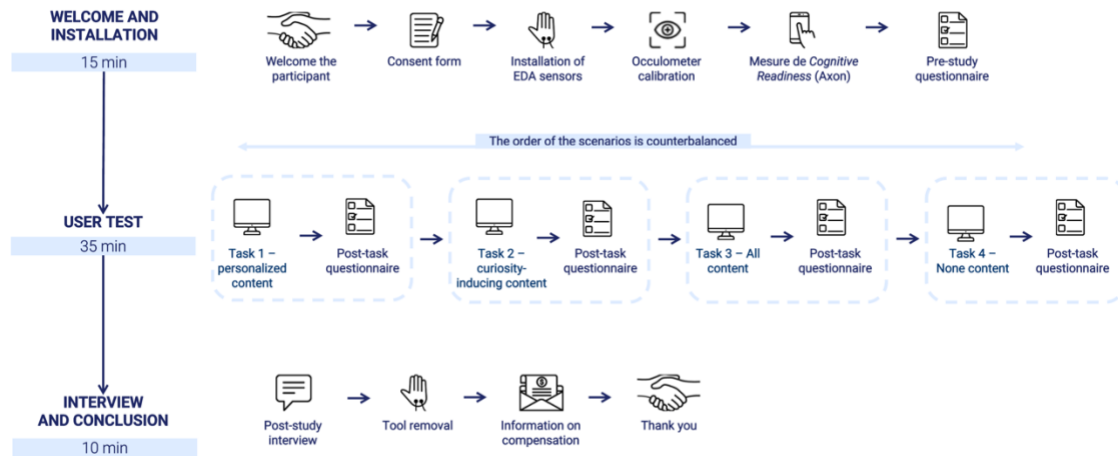 WELCOME AND
INSTALLATION
15 min
Welcome the
participant
Consent form
Installation of
EDA sensors
Occulometer
calibration
Mesure de Cognitive
Readiness (Axon)
Pre-study
questionnaire
The order of the scenarios is counterbalanced
USER TEST
35 min
Task 1 –
personalized
content
Post-task
questionnaire
Task 2 –
curiosity-
inducing content
Post-task
questionnaire
Task 3 – All
content
Post-task
questionnaire
Task 4 –
None content
Post-task
questionnaire
INTERVIEW
AND CONCLUSION
10 min
Post-study
interview
Tool removal
Information on
compensation
Thank you